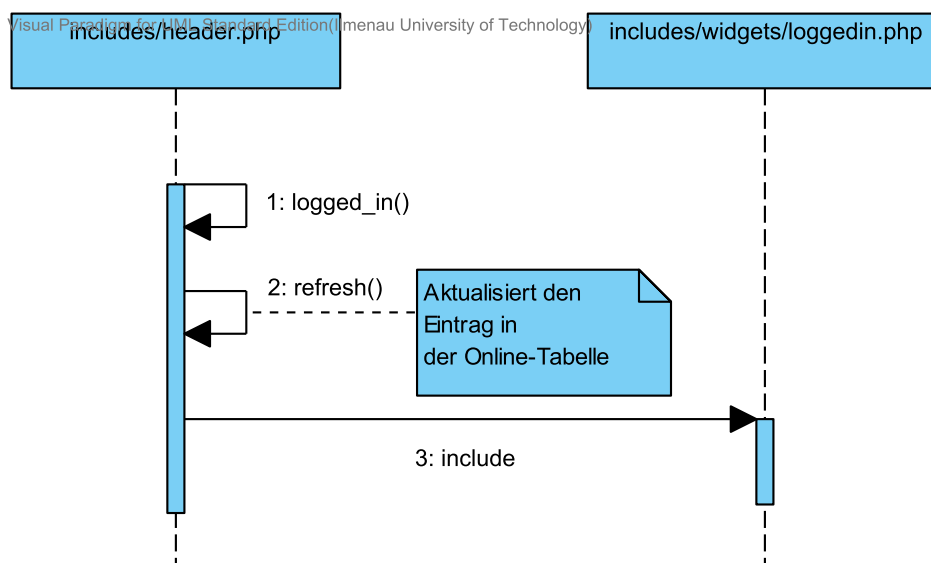 Visual Paradigm for UML Standard Edition(Ilmenau University of Technology)
includes/header.php
includes/widgets/loggedin.php
1: logged_in()
2: refresh()
Aktualisiert den
Eintrag in
der Online-Tabelle
3: include